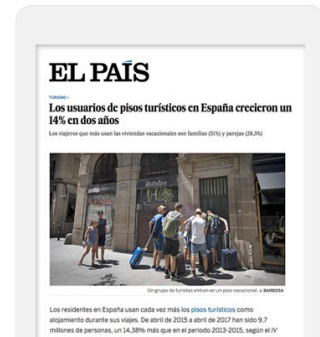 EL PAÍS
TURISMO ›
Los usuarios de pisos turísticos en España crecieron un
14% en dos años
Los viajeros que más usan las viviendas vacacionales son familias (51%) y parejas (28,3%)
Un grupo de turistas entran en un piso vacacional. J. BARBOSA
Los residentes en España usan cada vez más los pisos turísticos como
alojamiento durante sus viajes. De abril de 2015 a abril de 2017 han sido 9,7
millones de personas, un 14,38% más que en el periodo 2013-2015, según el IV